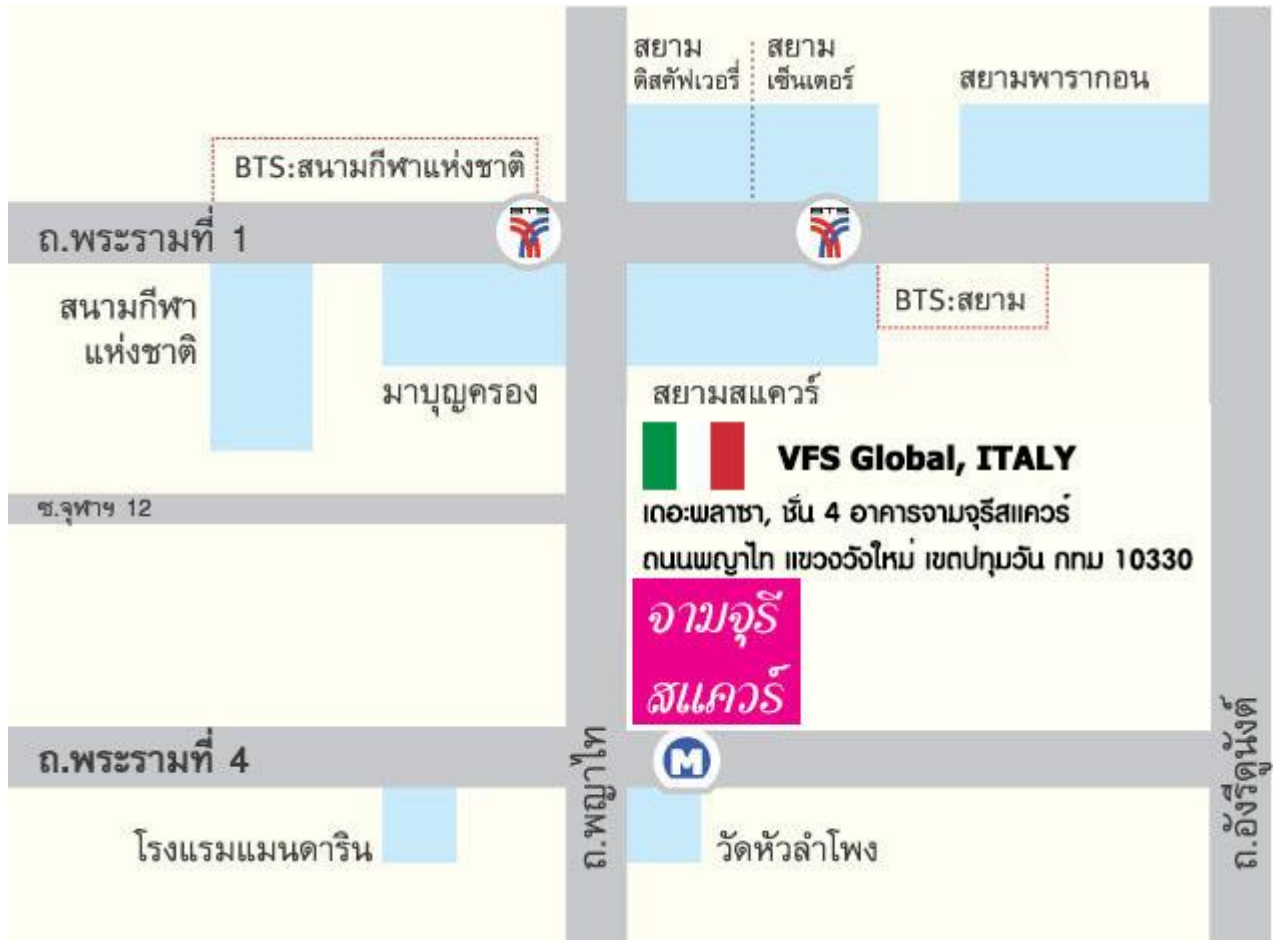 สยาม
ดิสคัฟเวอรี่
สยาม
เซ็นเตอร์
สยามพารากอน
BTS:สนามกีฬาแห่งชาติ
BTS
BTS
ถ.พระรามที่ 1
สนามกีฬา
แห่งชาติ
BTS:สยาม
มาบุญครอง
สยามสแควร์
VFS Global, ITALY
ซ.จุฬาฯ 12
เดอะพลาซา, ชั้น 4 อาคารจามจุรีสแควร์
ถนนพญาไท แขวงวังใหม่ เขตปทุมวัน กทม 10330
จามจุรี
สแควร์
ถ.พระรามที่ 4
M
ถ.พญาไท
ถ.อังรีดูนังต์
โรงแรมแมนดาริน
วัดหัวลำโพง